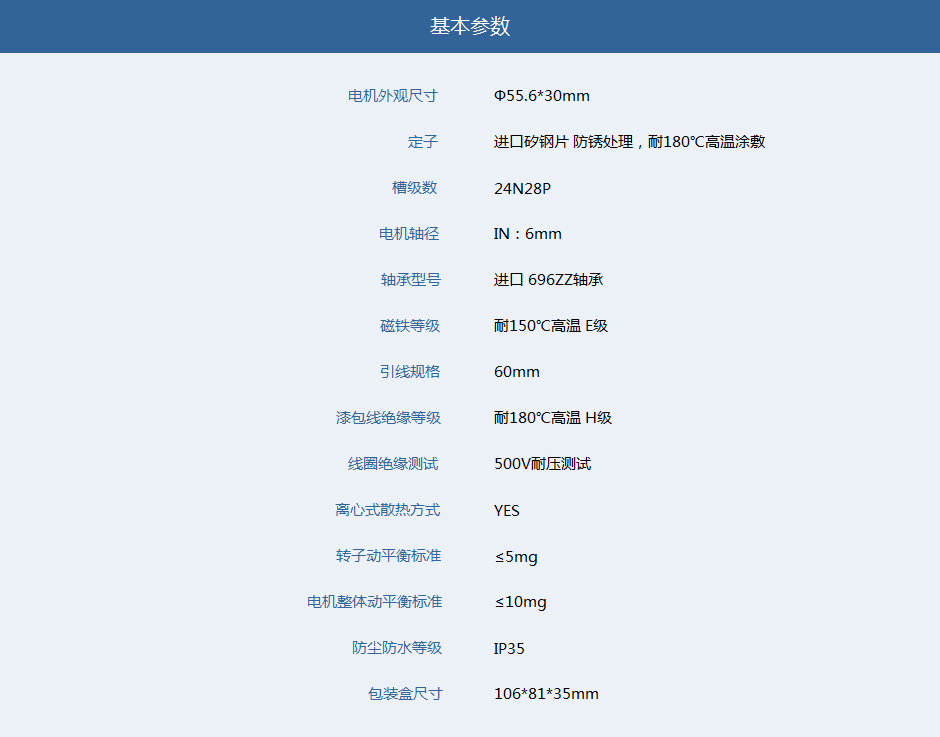 基本参数
电机外观尺寸 Φ55.6*30mm
定子 进口矽钢片 防锈处理，耐180℃高温涂敷
槽级数 24N28P
电机轴径 IN：6mm
轴承型号 进口 696ZZ轴承
磁铁等级 耐150℃高温 E级
引线规格 60mm
漆包线绝缘等级 耐180℃高温 H级
线圈绝缘测试 500V耐压测试
离心式散热方式 YES
转子动平衡标准 ≤5mg
电机整体动平衡标准 ≤10mg
防尘防水等级 IP35
包装盒尺寸 106*81*35mm